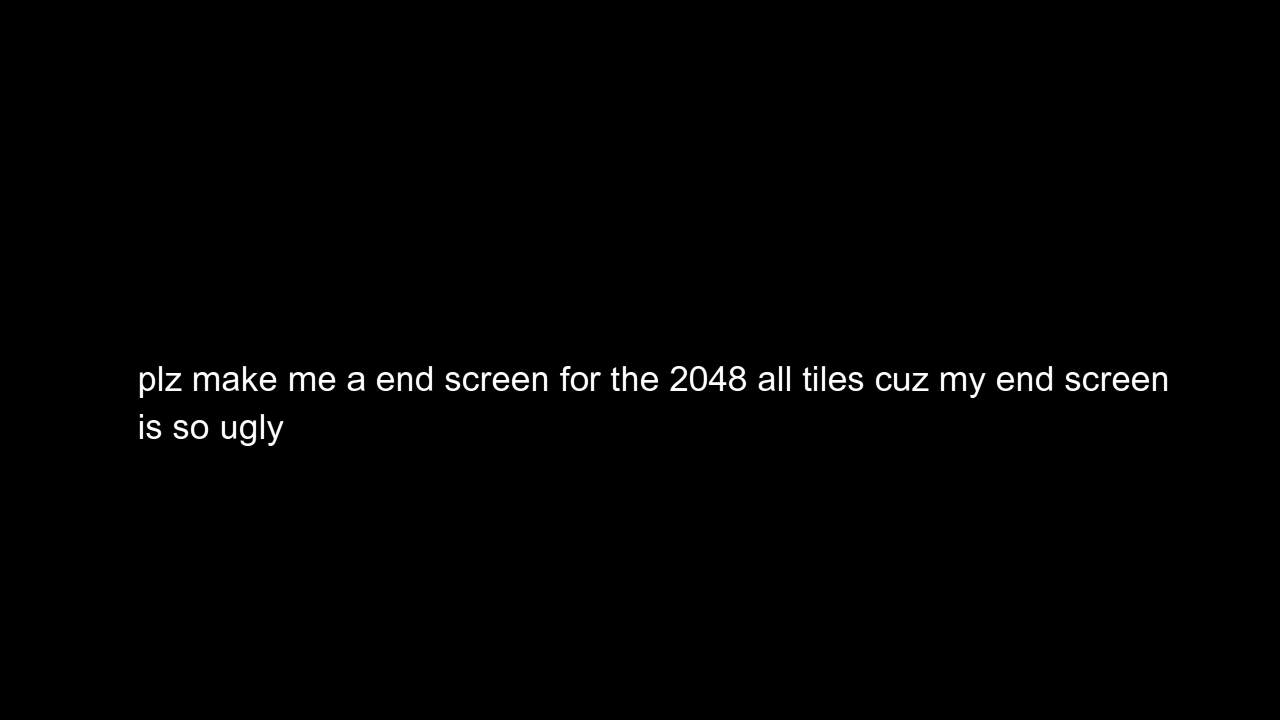 plz make me a end screen for the 2048 all tiles cuz my end screen
is so ugly